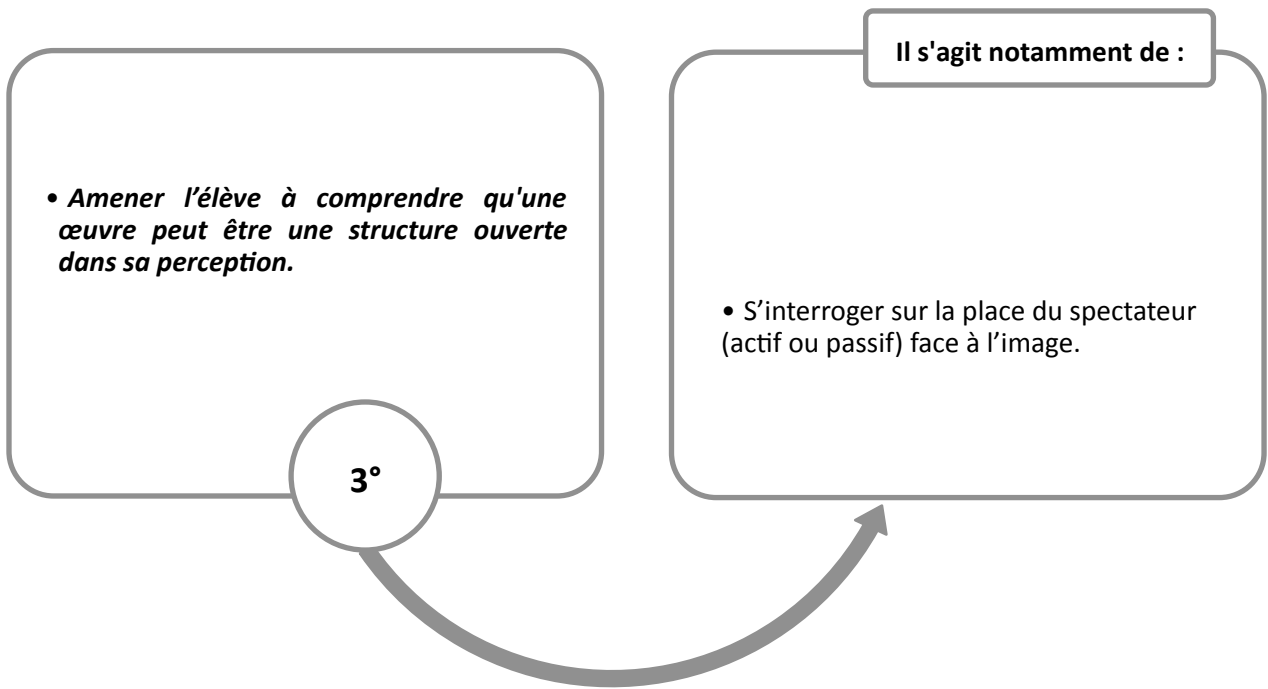 • Amener l’élève à comprendre qu'une
œuvre peut être une structure ouverte
dans sa perception.
3°
Il s'agit notamment de :
• S’interroger sur la place du spectateur
(actif ou passif) face à l’image.